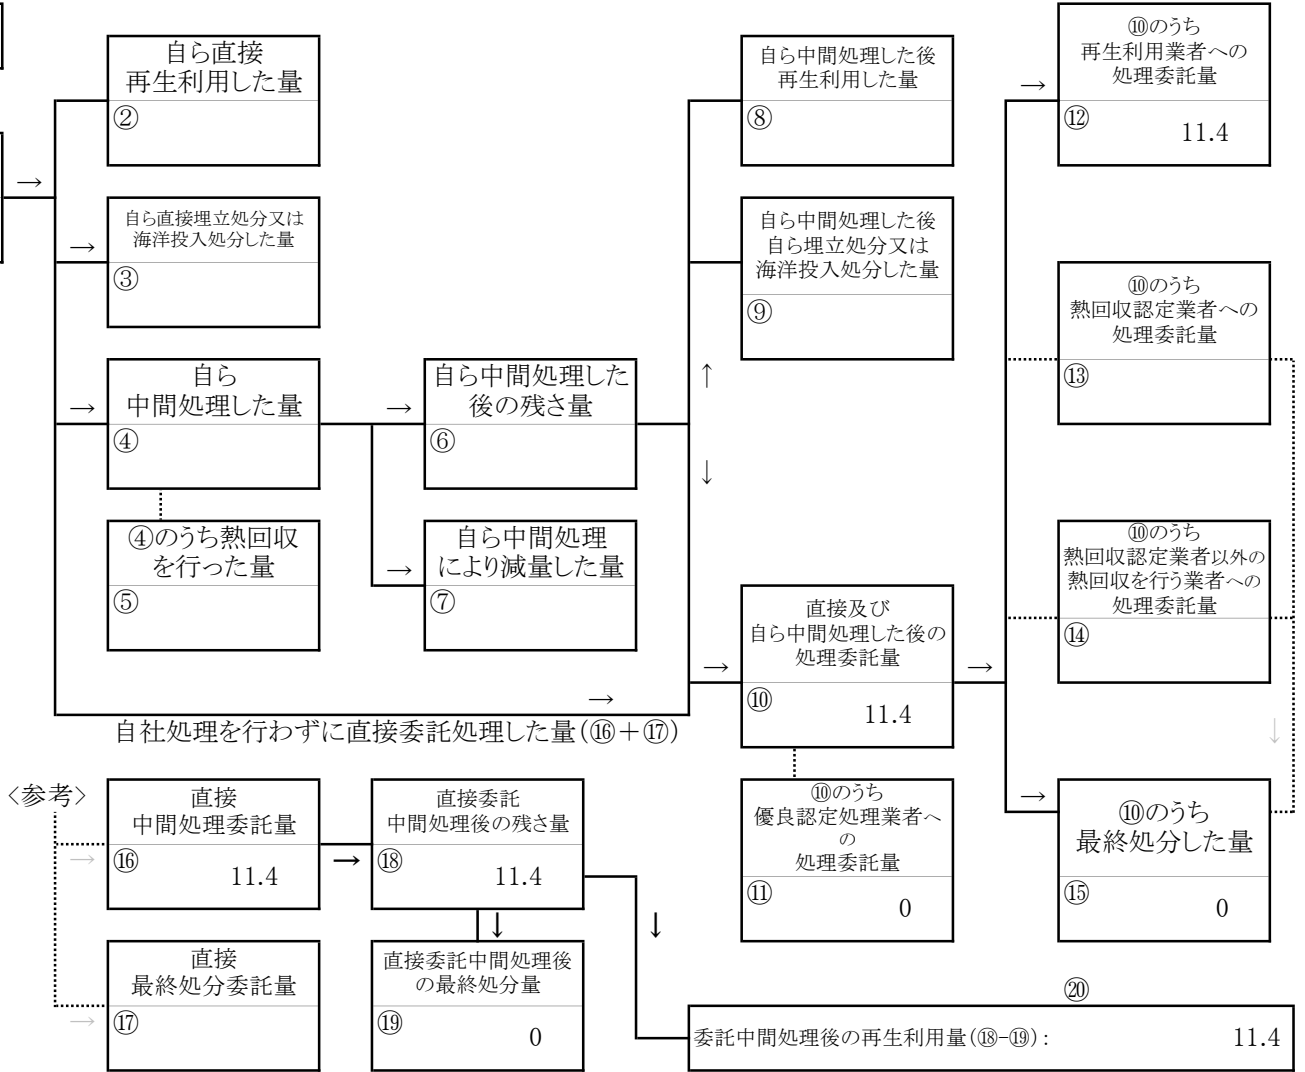 自ら直接
再生利用した量
②
→
自ら直接埋立処分又は
海洋投入処分した量
→
③
自ら
中間処理した量
→
④
④のうち熱回収
を行った量
⑤
自ら中間処理した
後の残さ量
→
⑥
自ら中間処理
により減量した量
→
⑦
自ら中間処理した後
再生利用した量
⑧
自ら中間処理した後
自ら埋立処分又は
海洋投入処分した量
⑨
↑
↓
直接及び
自ら中間処理した後の
処理委託量
→
⑩
11.4
→
自社処理を行わずに直接委託処理した量(⑯+⑰)
⑩のうち
優良認定処理業者へ
の
処理委託量
⑪
0
→
⑩のうち
再生利用業者への
処理委託量
→
⑫
11.4
⑩のうち
熱回収認定業者への
処理委託量
⑬
⑩のうち
熱回収認定業者以外の
熱回収を行う業者への
処理委託量
⑭
↓
→
⑩のうち
最終処分した量
⑮
0
〈参考〉
直接
中間処理委託量
→
⑯
11.4
→
直接委託
中間処理後の残さ量
⑱
11.4
↓
↓
直接
最終処分委託量
→
⑰
直接委託中間処理後
の最終処分量
⑲
0
⑳
委託中間処理後の再生利用量(⑱-⑲):
11.4